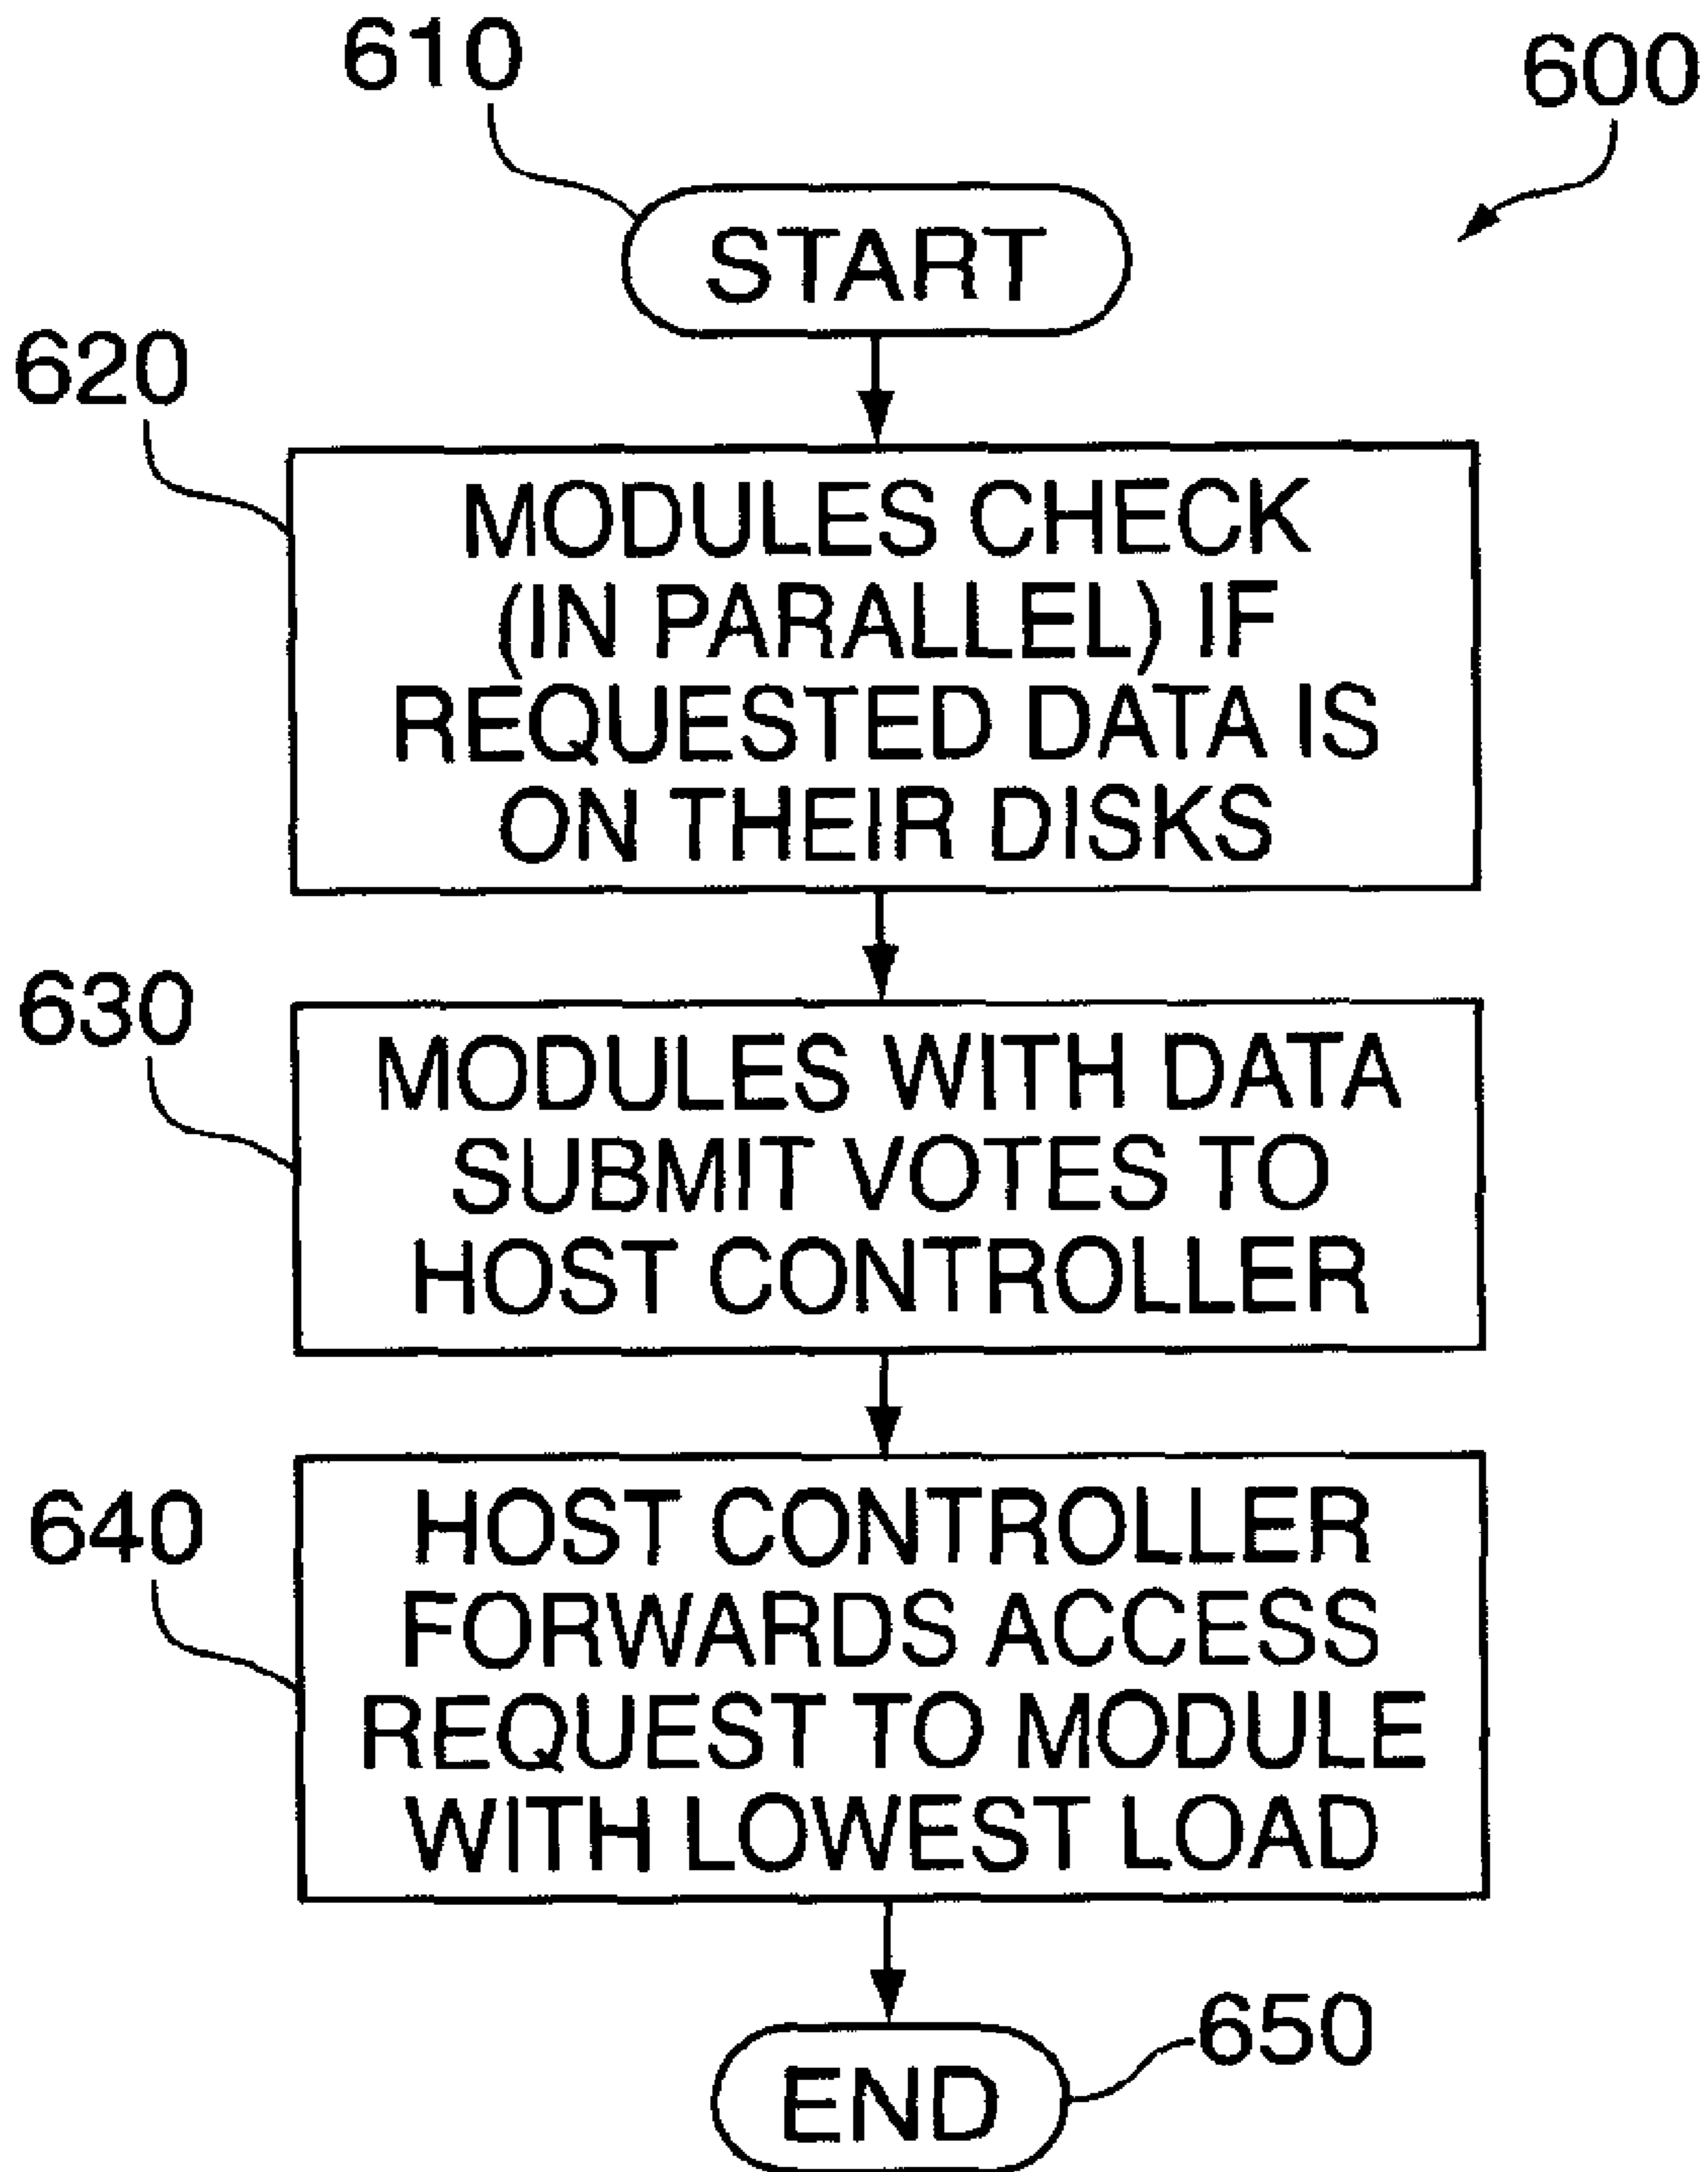 610
600
START
620
MODULES CHECK
(IN PARALLEL) IF
REQUESTED DATA IS
ON THEIR DISKS
630
MODULES WITH DATA
SUBMIT VOTES TO
HOST CONTROLLER
640
HOST CONTROLLER
FORWARDS ACCESS
REQUEST TO MODULE
WITH LOWEST LOAD
650
END